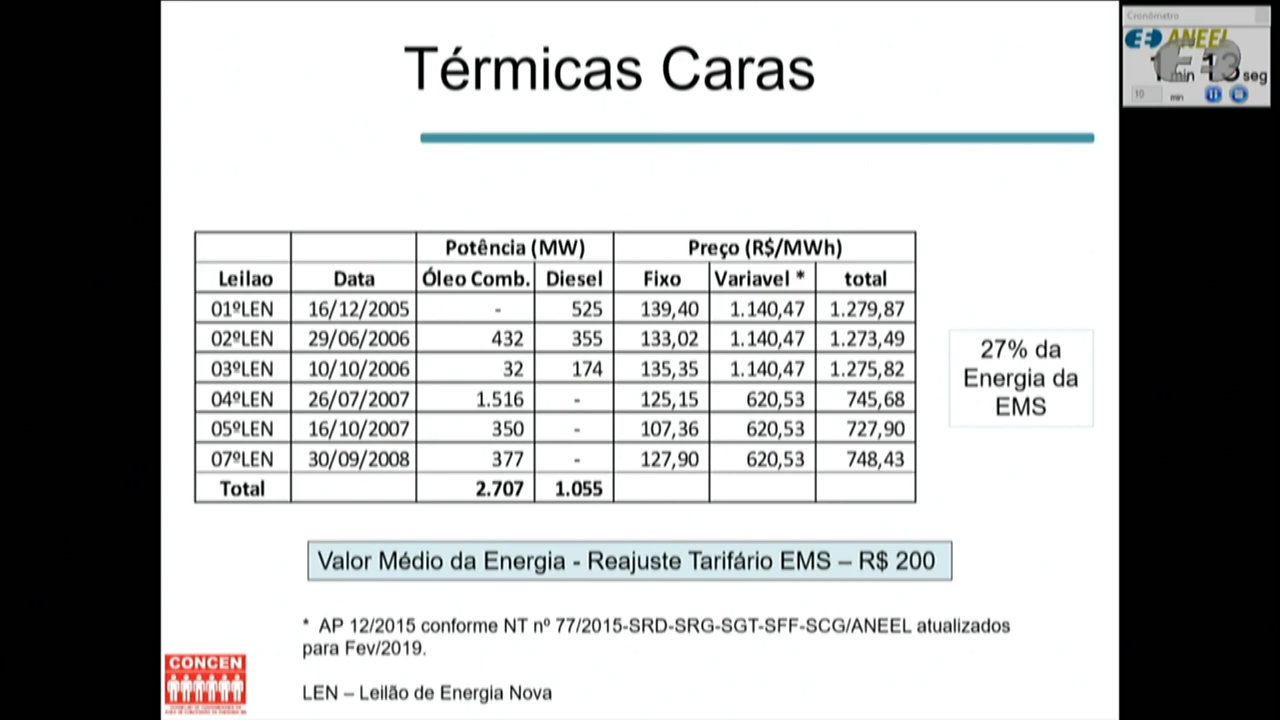 Térmicas Caras
Cronómetro
ANEEL
min seg
10 min
Potência (MW) Preço (R$/MWh)
Leilao Data Óleo Comb. Diesel Fixo Variavel * total
01ºLEN 16/12/2005 - 525 139,40 1.140,47 1.279,87
02ºLEN 29/06/2006 432 355 133,02 1.140,47 1.273,49
03ºLEN 10/10/2006 32 174 135,35 1.140,47 1.275,82
04ºLEN 26/07/2007 1.516 - 125,15 620,53 745,68
05ºLEN 16/10/2007 350 - 107,36 620,53 727,90
07ºLEN 30/09/2008 377 - 127,90 620,53 748,43
Total 2.707 1.055
27% da
Energia da
EMS
Valor Médio da Energia - Reajuste Tarifário EMS – R$ 200
* AP 12/2015 conforme NT nº 77/2015-SRD-SRG-SGT-SFF-SCG/ANEEL atualizados
para Fev/2019.
CONCEN
LEN – Leilão de Energia Nova